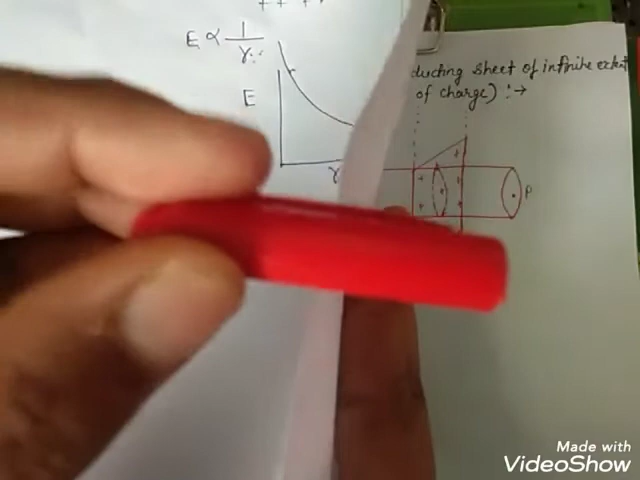 + + + +
E ∝ 1/r
E
r
ducting sheet of infinite extent
of charge) :→
P
Made with
VideoShow